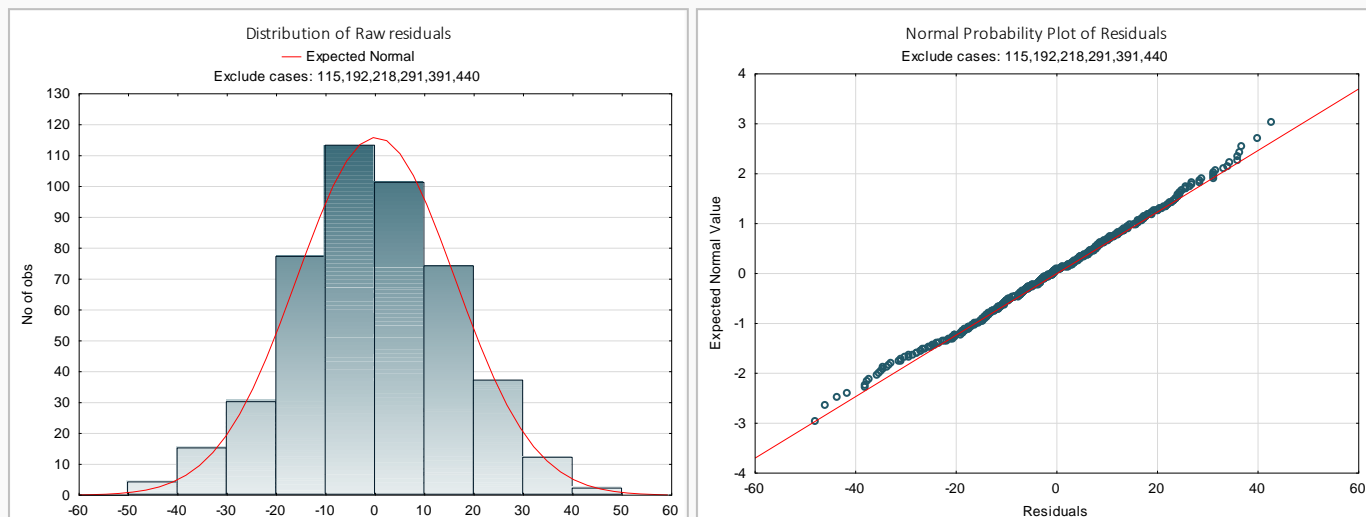 Distribution of Raw residuals
Expected Normal
Exclude cases: 115,192,218,291,391,440
130
120
110
100
90
80
70
60
50
40
30
20
10
0
No of obs
-60 -50 -40 -30 -20 -10 0 10 20 30 40 50 60
Normal Probability Plot of Residuals
Exclude cases: 115,192,218,291,391,440
4
3
2
1
0
-1
-2
-3
-4
Expected Normal Value
-60 -40 -20 0 20 40 60
Residuals